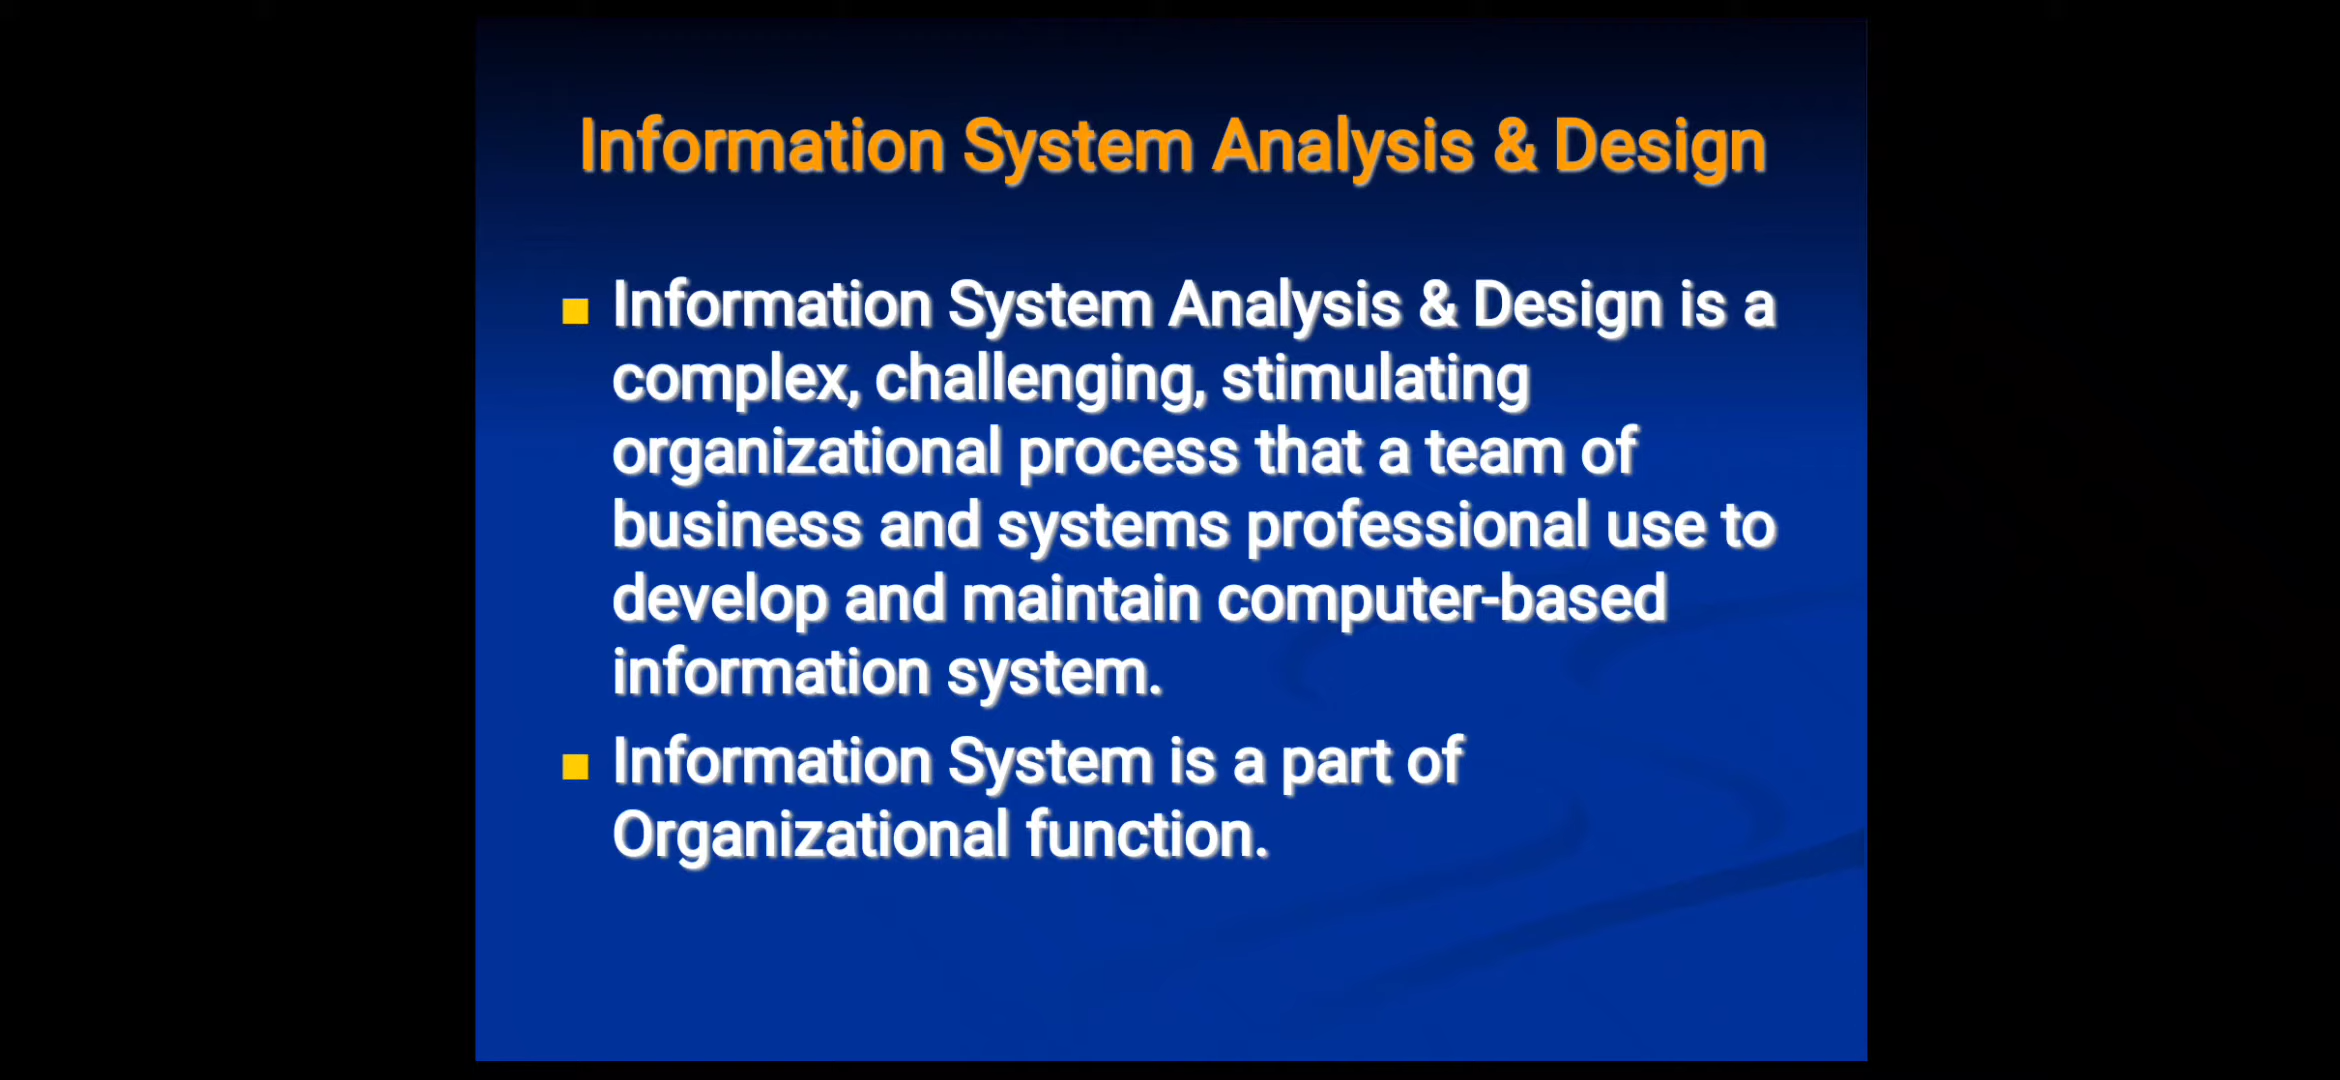 Information System Analysis & Design
Information System Analysis & Design is a
complex, challenging, stimulating
organizational process that a team of
business and systems professional use to
develop and maintain computer-based
information system.
Information System is a part of
Organizational function.